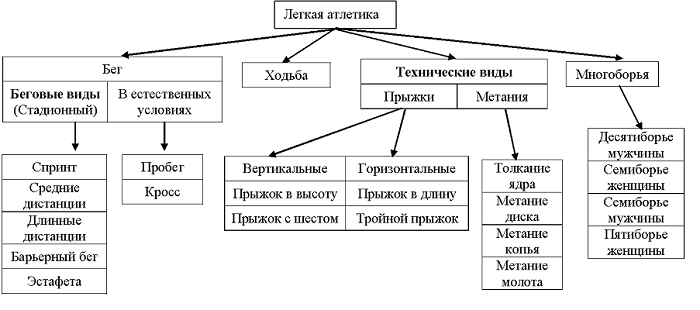 Легкая атлетика
Бег
Беговые виды
(Стадионный)
В естественных
условиях
Ходьба
Технические виды
Прыжки
Метания
Многоборья
Спринт
Средние
дистанции
Длинные
дистанции
Барьерный бег
Эстафета
Пробег
Кросс
Вертикальные
Горизонтальные
Прыжок в высоту
Прыжок в длину
Прыжок с шестом
Тройной прыжок
Толкание
ядра
Метание
диска
Метание
копья
Метание
молота
Десятиборье
мужчины
Семиборье
женщины
Семиборье
мужчины
Пятиборье
женщины